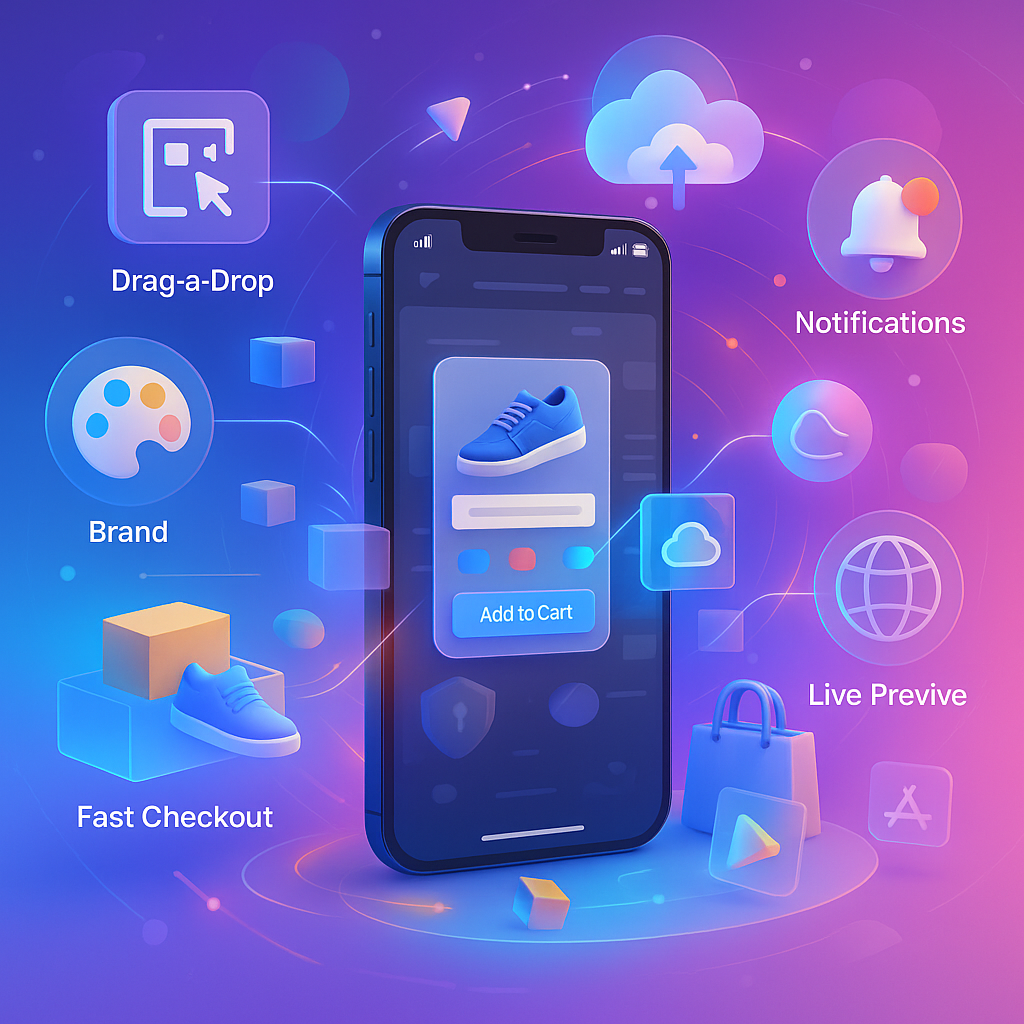 Drag-a-Drop
Notifications
Brand
Add to Cart
Live Previve
Fast Checkout